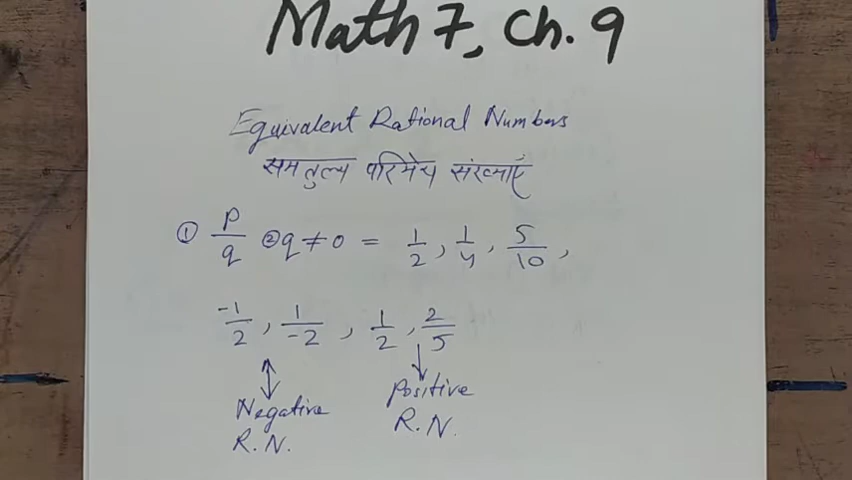 Math 7, Ch. 9
Equivalent Rational Numbers
समतुल्य परिमेय संख्याएँ
① p/q ② q ≠ 0 = 1/2, 1/4, 5/10,
-1/2, 1/-2, 1/2, 2/5
Negative Positive
R.N. R.N.